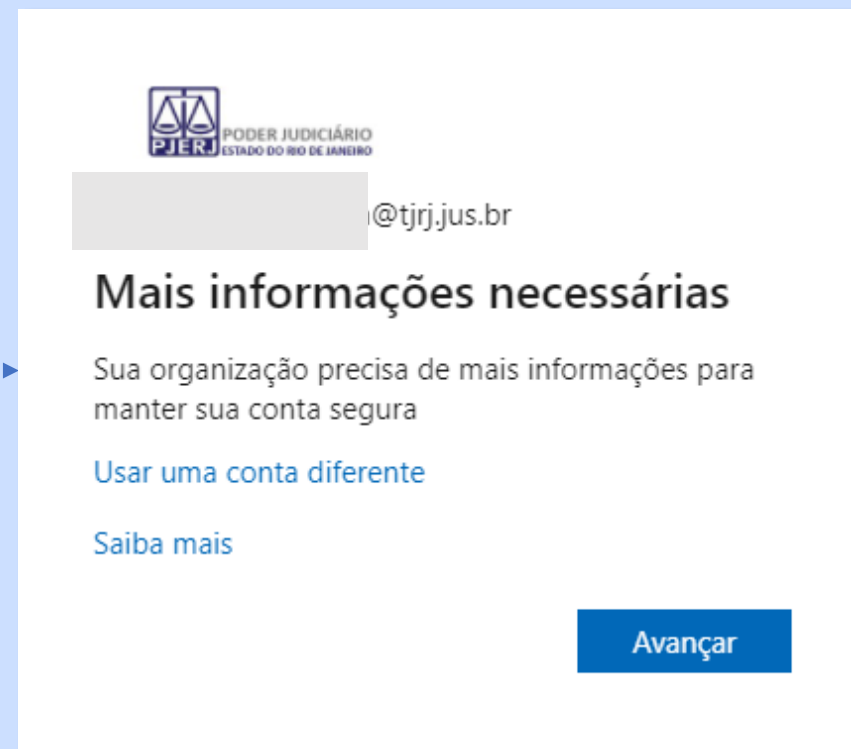 PJERJ
PODER JUDICIÁRIO
ESTADO DO RIO DE JANEIRO
@tjrj.jus.br
Mais informações necessárias
Sua organização precisa de mais informações para
manter sua conta segura
Usar uma conta diferente
Saiba mais
Avançar